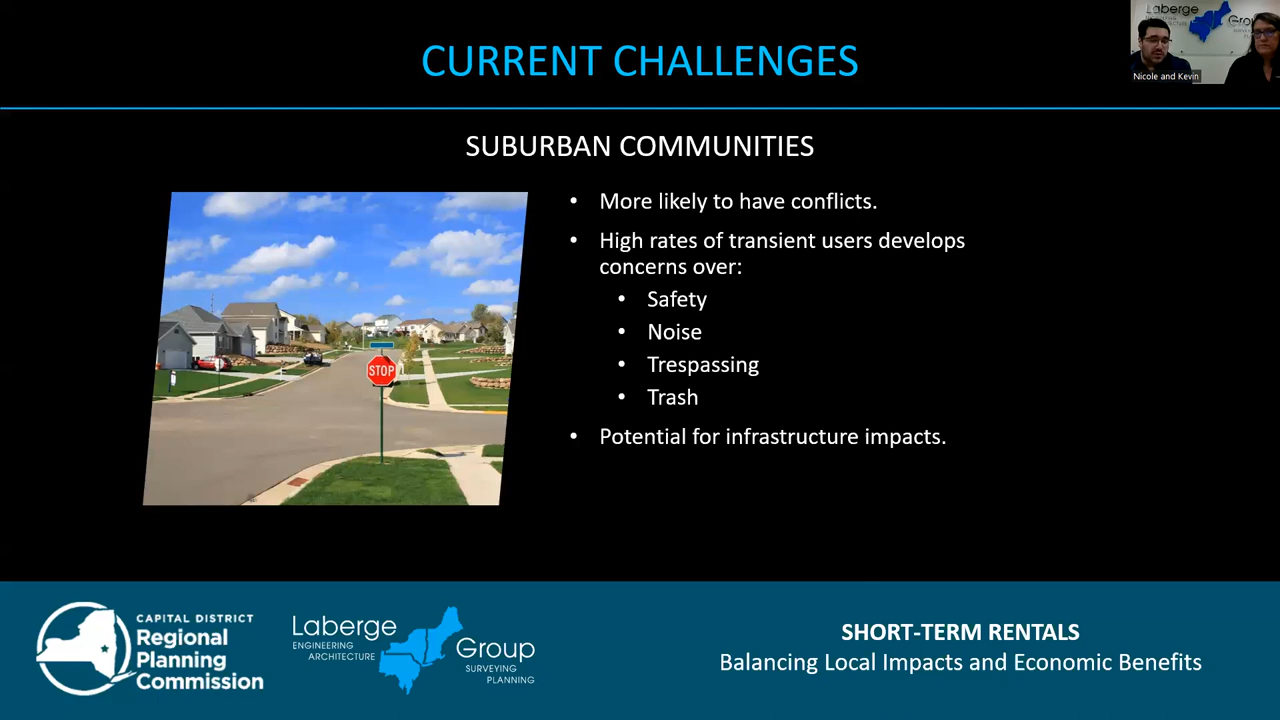 CURRENT CHALLENGES
Laberge
Nicole and Kevin
SUBURBAN COMMUNITIES
• More likely to have conflicts.
• High rates of transient users develops
concerns over:
• Safety
• Noise
• Trespassing
• Trash
• Potential for infrastructure impacts.
STOP
CAPITAL DISTRICT
Regional
Planning
Commission
Laberge
ENGINEERING
ARCHITECTURE
Group
SURVEYING
PLANNING
SHORT-TERM RENTALS
Balancing Local Impacts and Economic Benefits